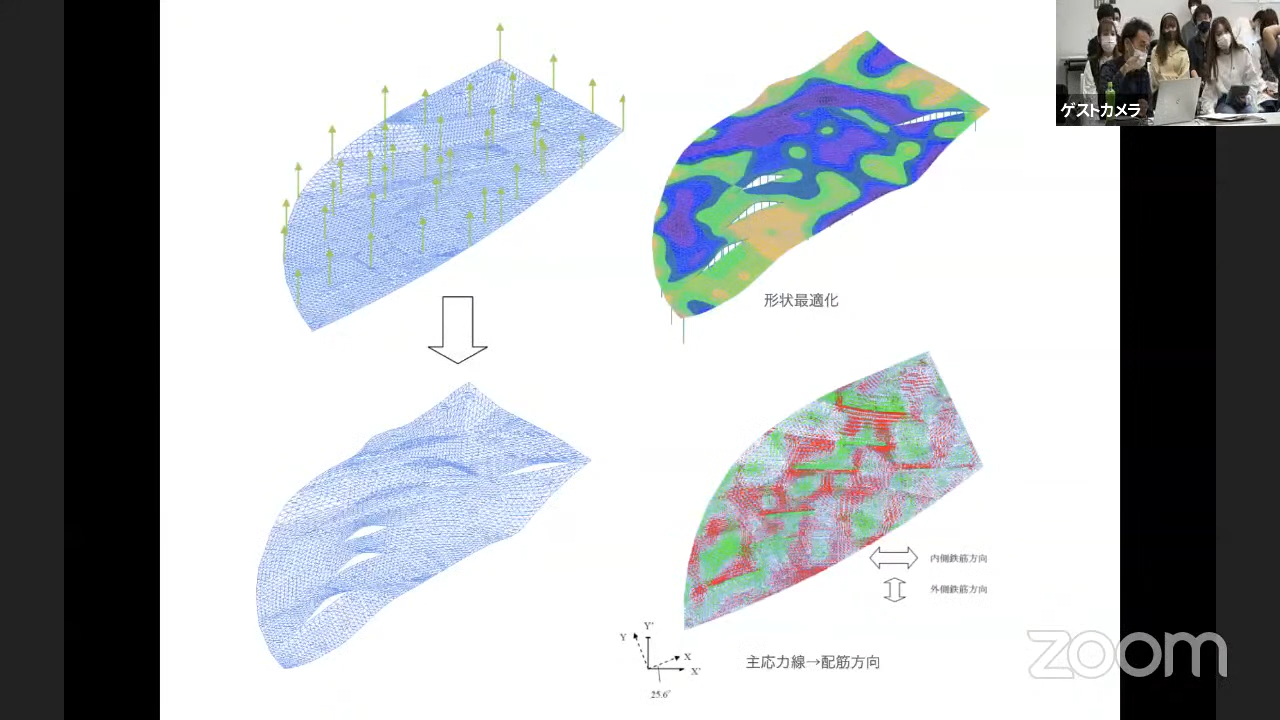 ゲストカメラ
形状最適化
内側鉄筋方向
外側鉄筋方向
Y'
Y
X
X'
25.6°
主応力線→配筋方向
zoom